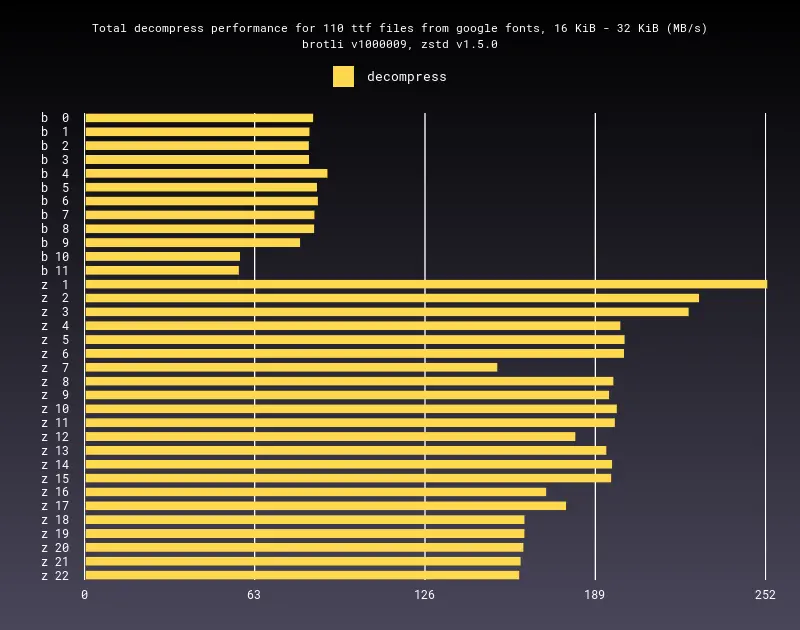 Total decompress performance for 110 ttf files from google fonts, 16 KiB - 32 KiB (MB/s)
brotli v1000009, zstd v1.5.0
decompress
b 0
b 1
b 2
b 3
b 4
b 5
b 6
b 7
b 8
b 9
b 10
b 11
z 1
z 2
z 3
z 4
z 5
z 6
z 7
z 8
z 9
z 10
z 11
z 12
z 13
z 14
z 15
z 16
z 17
z 18
z 19
z 20
z 21
z 22
0 63 126 189 252